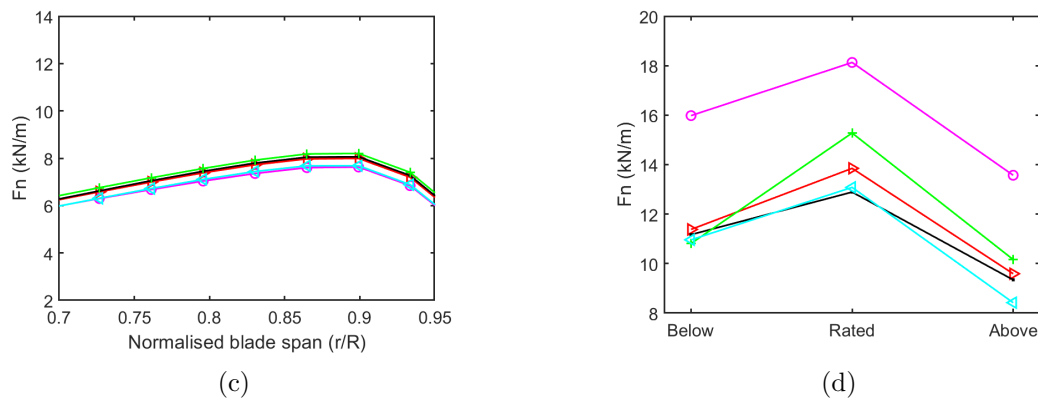 14
12
10
8
6
4
2
Fn (kN/m)
0.7 0.75 0.8 0.85 0.9 0.95
Normalised blade span (r/R)
(c)
20
18
16
14
12
10
8
Fn (kN/m)
Below Rated Above
(d)